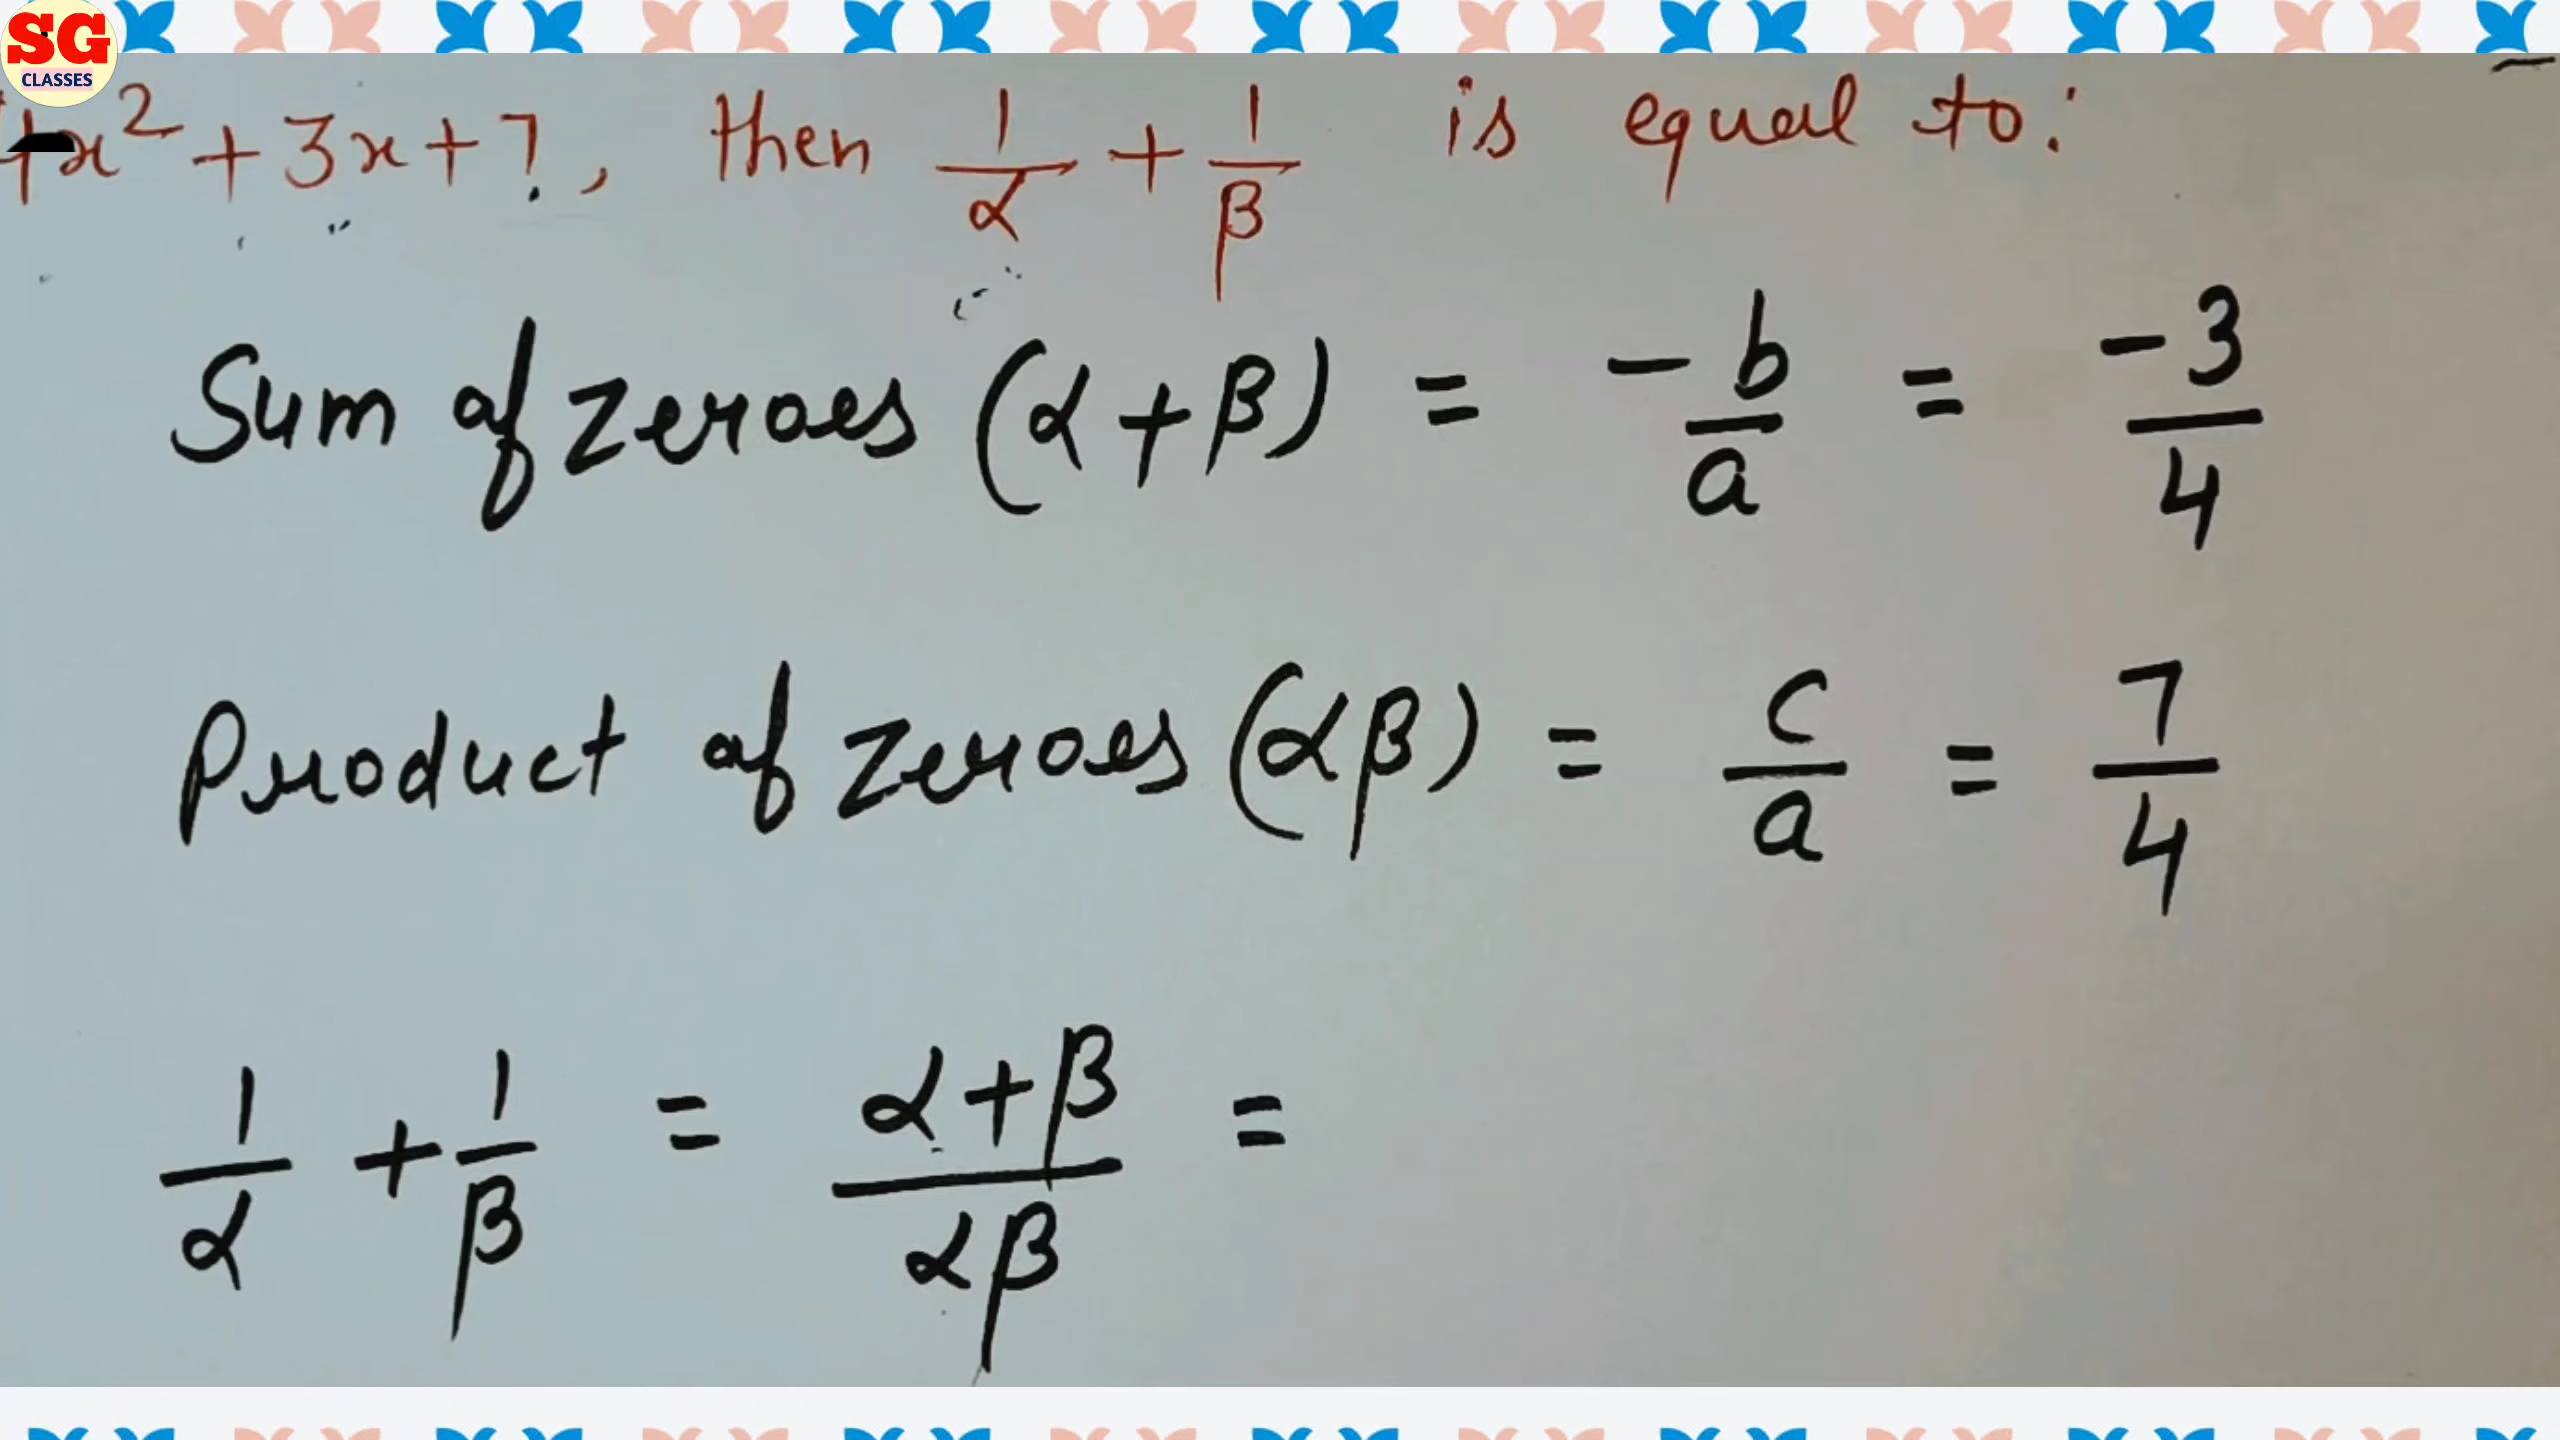 SG
CLASSES
4x² + 3x + 7, then 1/α + 1/β is equal to:
Sum of zeroes (α + β) = -b/a = -3/4
Product of zeroes (αβ) = c/a = 7/4
1/α + 1/β = α+β/αβ =